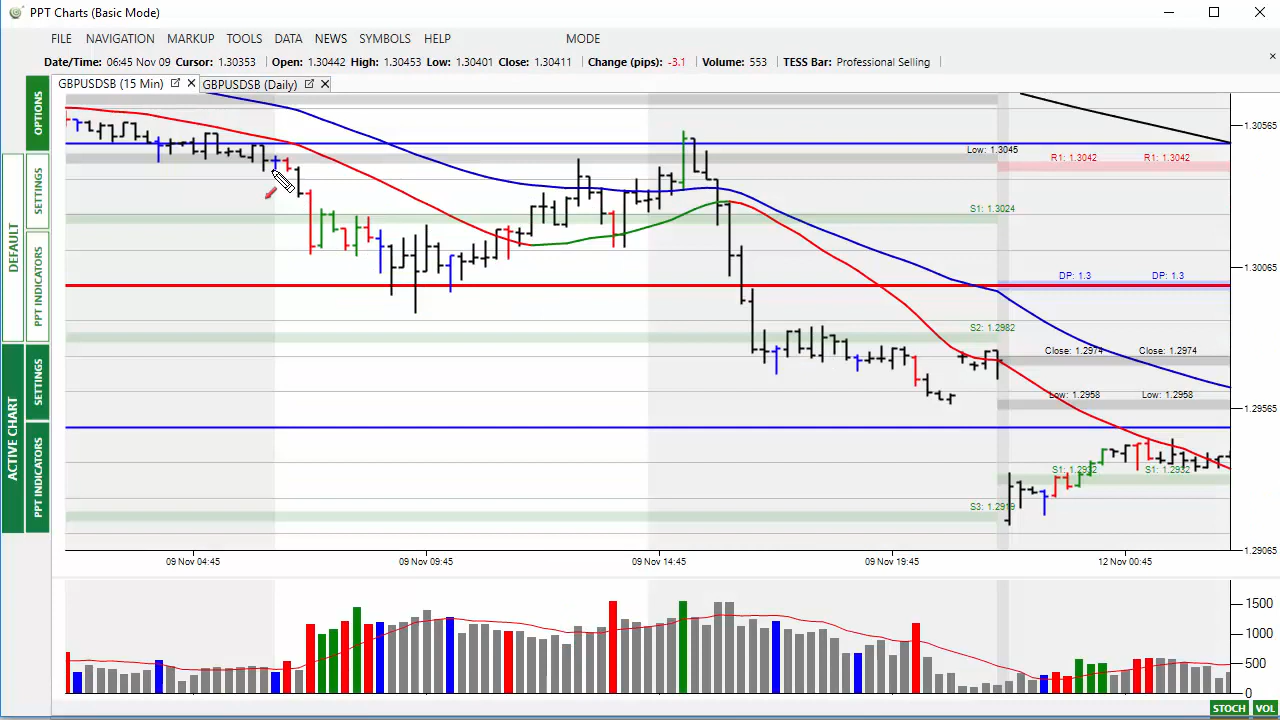 PPT Charts (Basic Mode)
FILE NAVIGATION MARKUP TOOLS DATA NEWS SYMBOLS HELP MODE
Date/Time: 06:45 Nov 09 Cursor: 1.30353 Open: 1.30442 High: 1.30453 Low: 1.30401 Close: 1.30411 Change (pips): -3.1 Volume: 553 TESS Bar: Professional Selling
GBPUSDSB (15 Min) GBPUSDSB (Daily)
OPTIONS
DEFAULT
SETTINGS
PPT INDICATORS
ACTIVE CHART
SETTINGS
PPT INDICATORS
1.30565
Low: 1.3045
R1: 1.3042 R1: 1.3042
S1: 1.3024
1.30065
DP: 1.3 DP: 1.3
S2: 1.2982
Close: 1.2974 Close: 1.2974
Low: 1.2958 Low: 1.2958
1.29565
S1: 1.2932 S1: 1.2932
S3: 1.2919
1.29065
09 Nov 04:45 09 Nov 09:45 09 Nov 14:45 09 Nov 19:45 12 Nov 00:45
1500
1000
500
0
STOCH VOL